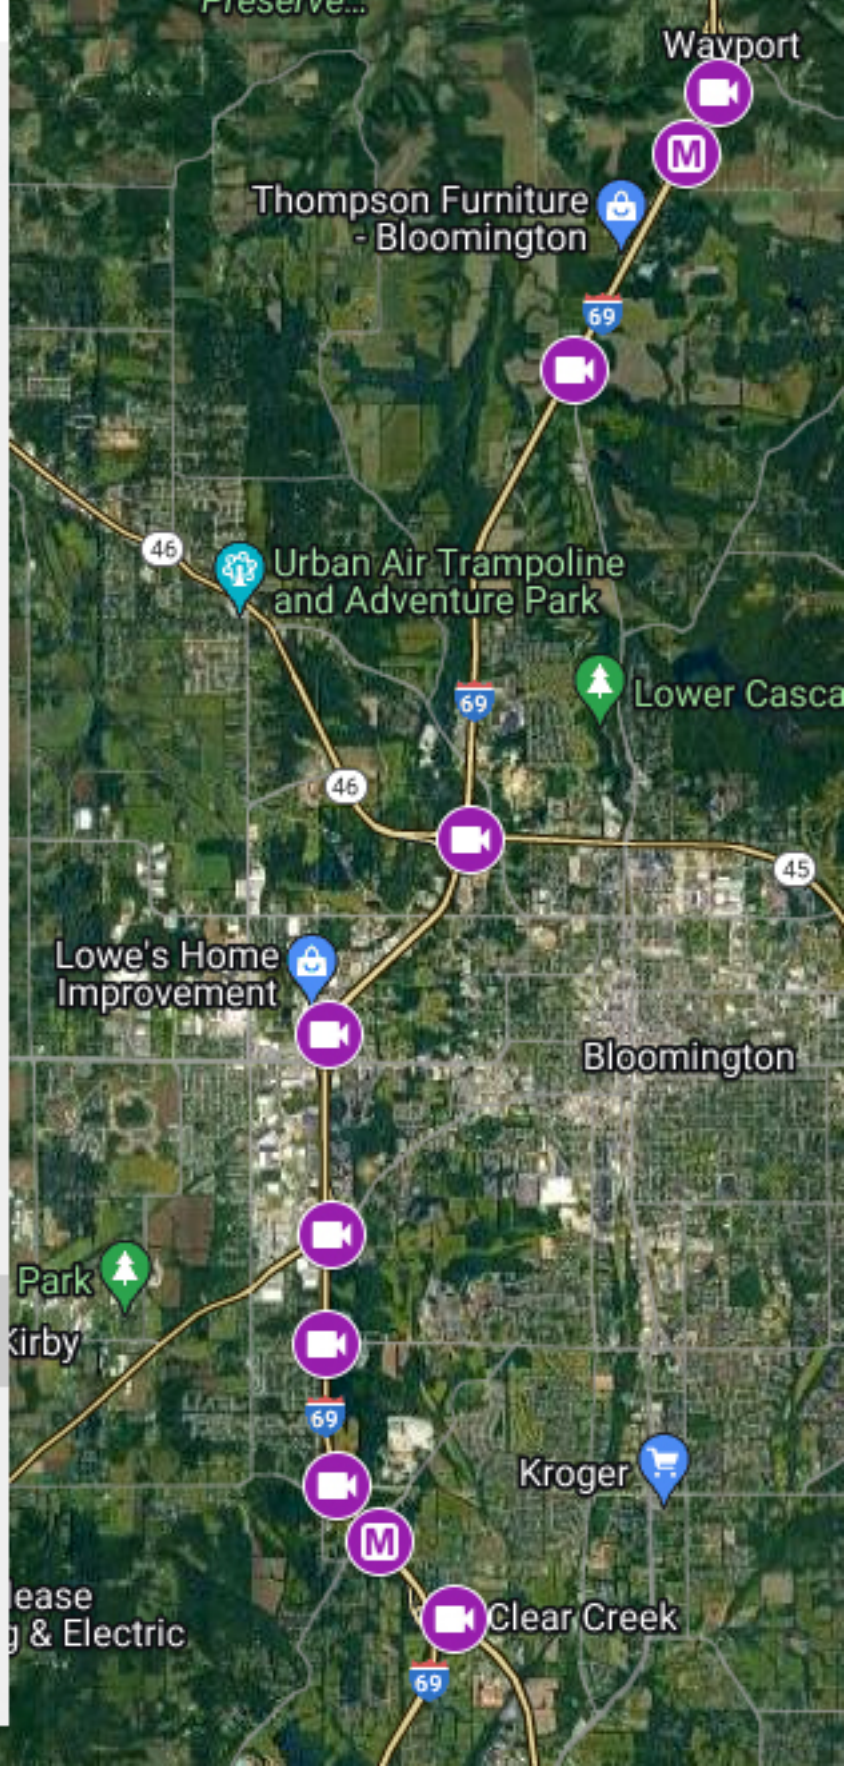 Preserve...
Wayport
M
Thompson Furniture
- Bloomington
69
46
Urban Air Trampoline
and Adventure Park
69
Lower Casca
46
45
Lowe's Home
Improvement
Bloomington
Park
Kirby
69
Kroger
M
lease
g & Electric
Clear Creek
69